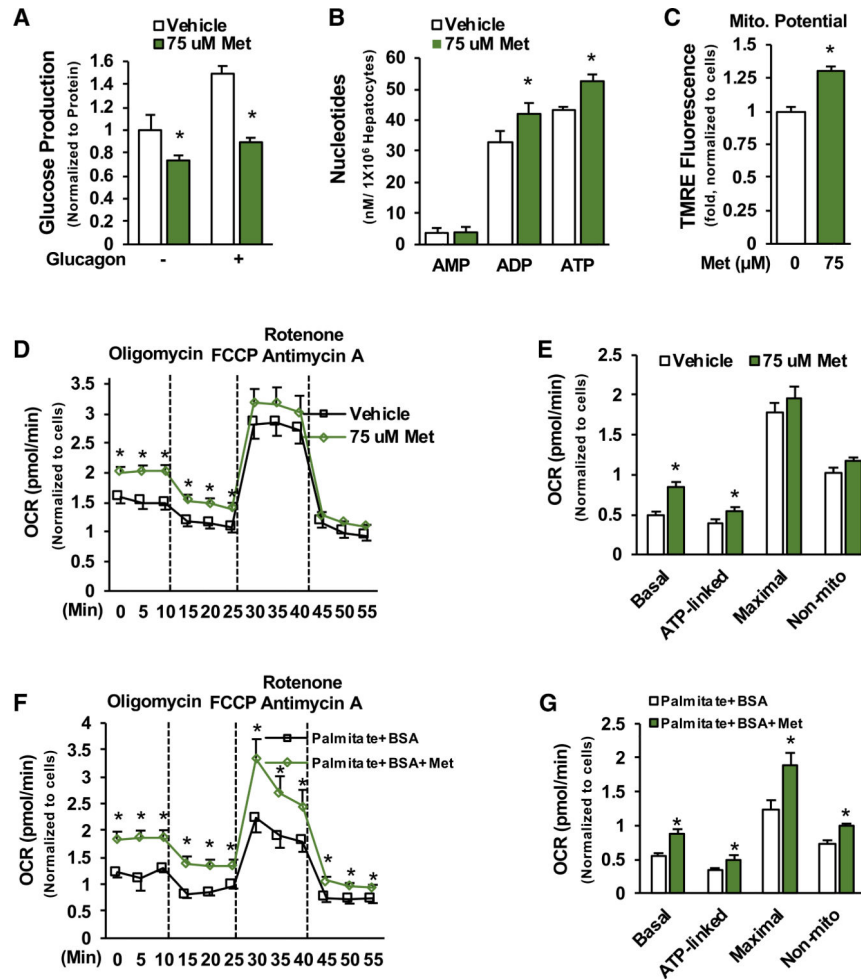 A
Vehicle
75 uM Met
Glucose Production
(Normalized to Protein)
1.6
1.4
1.2
1
0.8
0.6
0.4
0.2
0
* *
Glucagon - +
B
Vehicle
75 uM Met
Nucleotides
(nM/ 1X10⁶ Hepatocytes)
60
50
40
30
20
10
0
* *
AMP ADP ATP
C
Mito. Potential
TMRE Fluorescence
(fold, normalized to cells)
1.5
1.25
1
0.75
0.5
0.25
0
*
Met (µM) 0 75
D
Oligomycin FCCP Rotenone
Antimycin A
OCR (pmol/min)
(Normalized to cells)
3.5
3
2.5
2
1.5
1
0.5
0
Vehicle
75 uM Met
* * * * * *
(Min) 0 5 10 15 20 25 30 35 40 45 50 55
E
Vehicle 75 uM Met
OCR (pmol/min)
(Normalized to cells)
2.5
2
1.5
1
0.5
0
* *
Basal ATP-linked Maximal Non-mito
F
Oligomycin FCCP Rotenone
Antimycin A
OCR (pmol/min)
(Normalized to cells)
4
3.5
3
2.5
2
1.5
1
0.5
0
Palmitate+BSA
Palmitate+BSA+Met
* * * * * * * * * * * *
(Min) 0 5 10 15 20 25 30 35 40 45 50 55
G
Palmitate+BSA
Palmitate+BSA+Met
OCR (pmol/min)
(Normalized to cells)
2.5
2
1.5
1
0.5
0
* * * *
Basal ATP-linked Maximal Non-mito